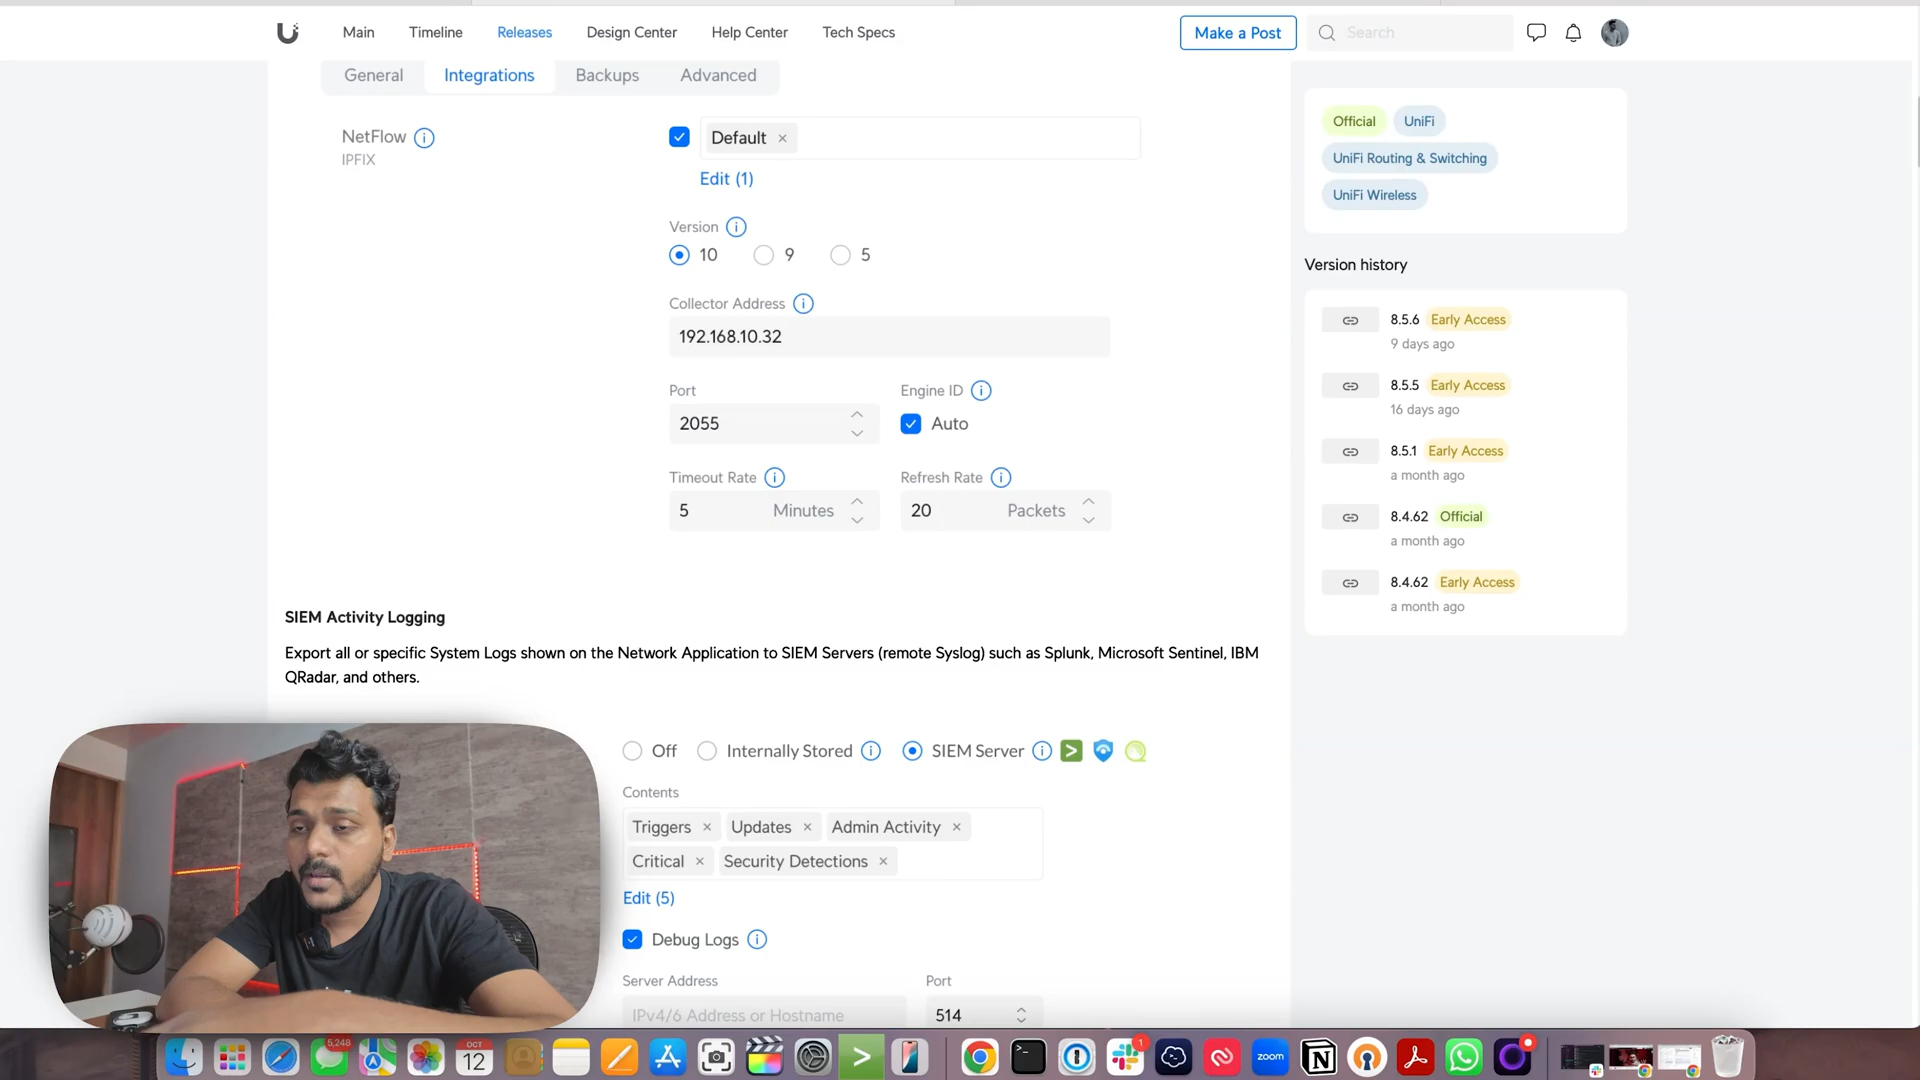 Main Timeline Releases Design Center Help Center Tech Specs Make a Post Search
General Integrations Backups Advanced
NetFlow
IPFIX
Default ×
Edit (1)
Version
10 9 5
Collector Address
192.168.10.32
Port Engine ID
2055 Auto
Timeout Rate Refresh Rate
5 Minutes 20 Packets
SIEM Activity Logging
Export all or specific System Logs shown on the Network Application to SIEM Servers (remote Syslog) such as Splunk, Microsoft Sentinel, IBM
QRadar, and others.
Off Internally Stored SIEM Server
Contents
Triggers × Updates × Admin Activity ×
Critical × Security Detections ×
Edit (5)
Debug Logs
Server Address Port
IPv4/6 Address or Hostname 514
Official UniFi
UniFi Routing & Switching
UniFi Wireless
Version history
8.5.6 Early Access
9 days ago
8.5.5 Early Access
16 days ago
8.5.1 Early Access
a month ago
8.4.62 Official
a month ago
8.4.62 Early Access
a month ago
5,248
OCT
12
1
zoom